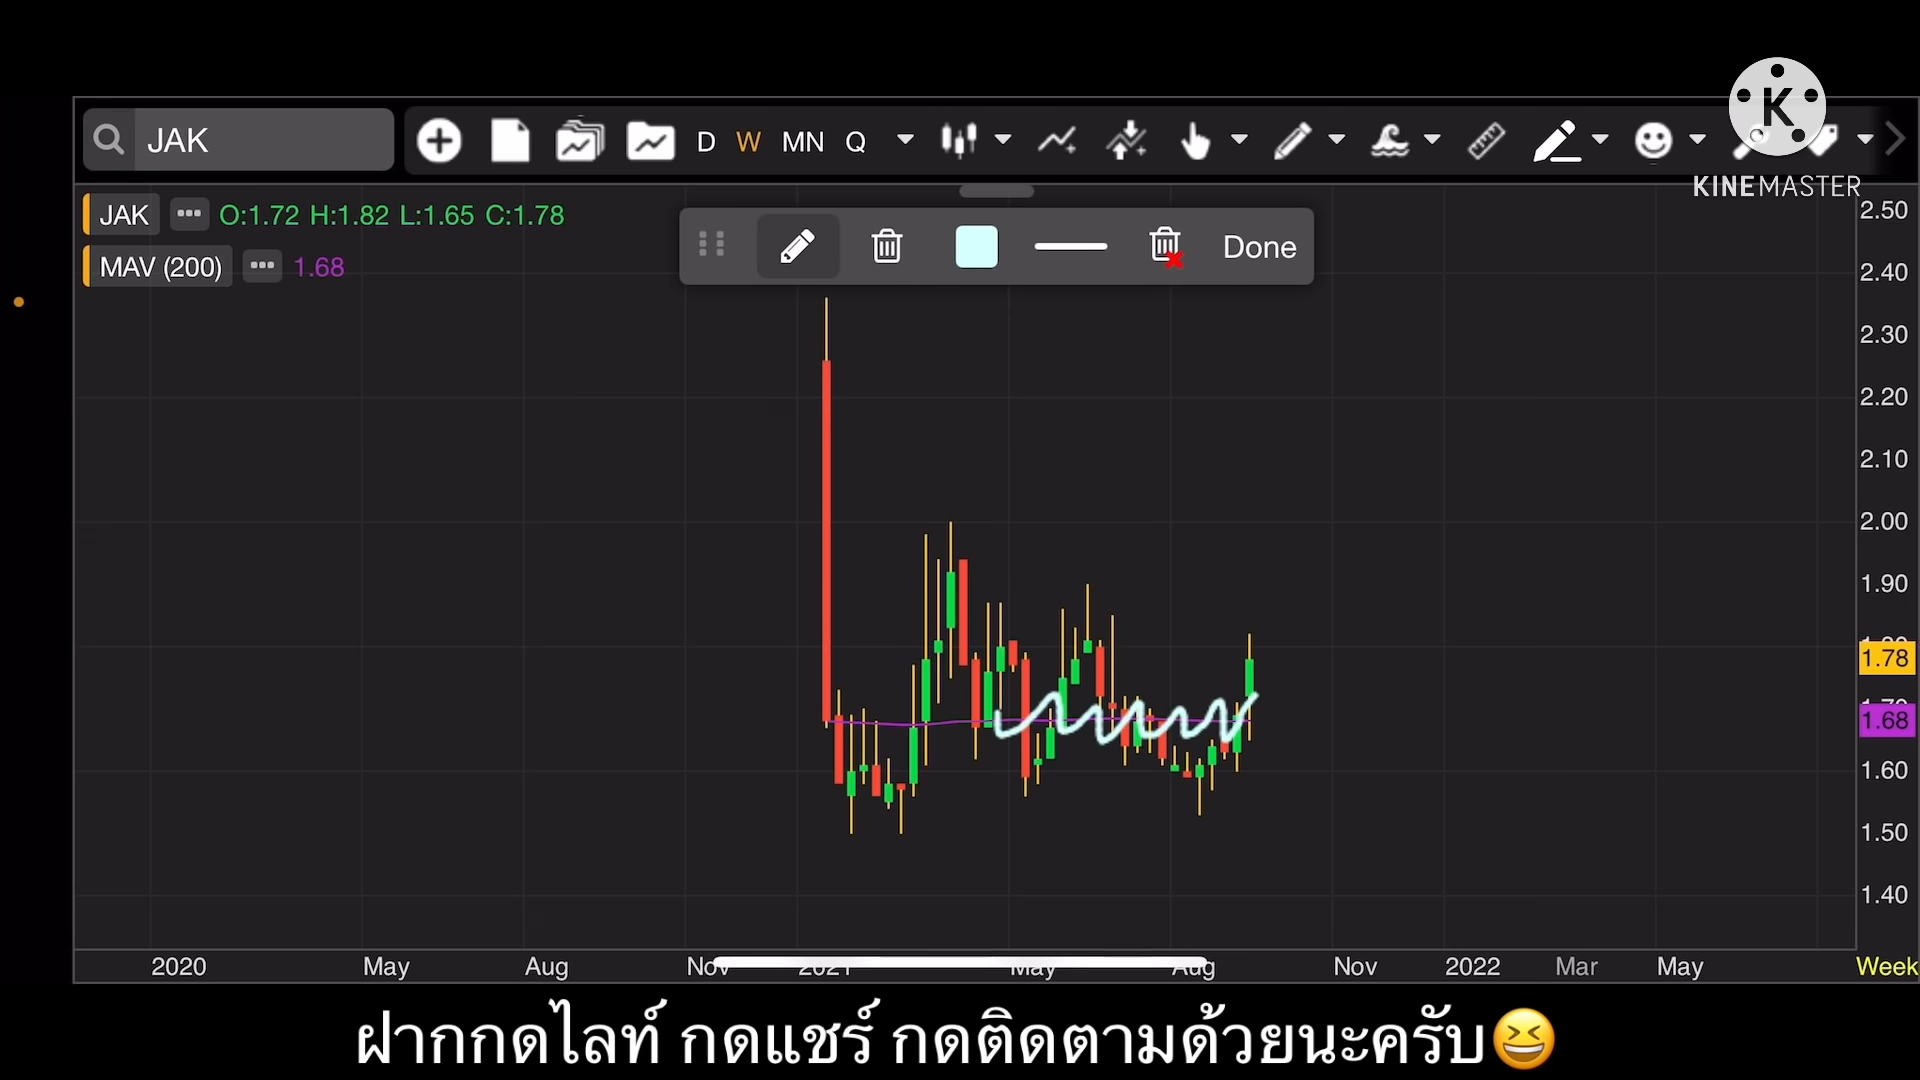 JAK D W MN Q
K
KINEMASTER
JAK ••• O:1.72 H:1.82 L:1.65 C:1.78
Done
MAV (200) ••• 1.68
2.50
2.40
2.30
2.20
2.10
2.00
1.90
1.78
1.68
1.60
1.50
1.40
2020 May Aug Nov 2021 May Aug Nov 2022 Mar May Week
ฝากกดไลท์ กดแชร์ กดติดตามด้วยนะครับ😆